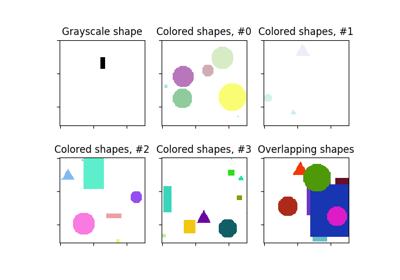 Grayscale shape
Colored shapes, #0
Colored shapes, #1
Colored shapes, #2
Colored shapes, #3
Overlapping shapes